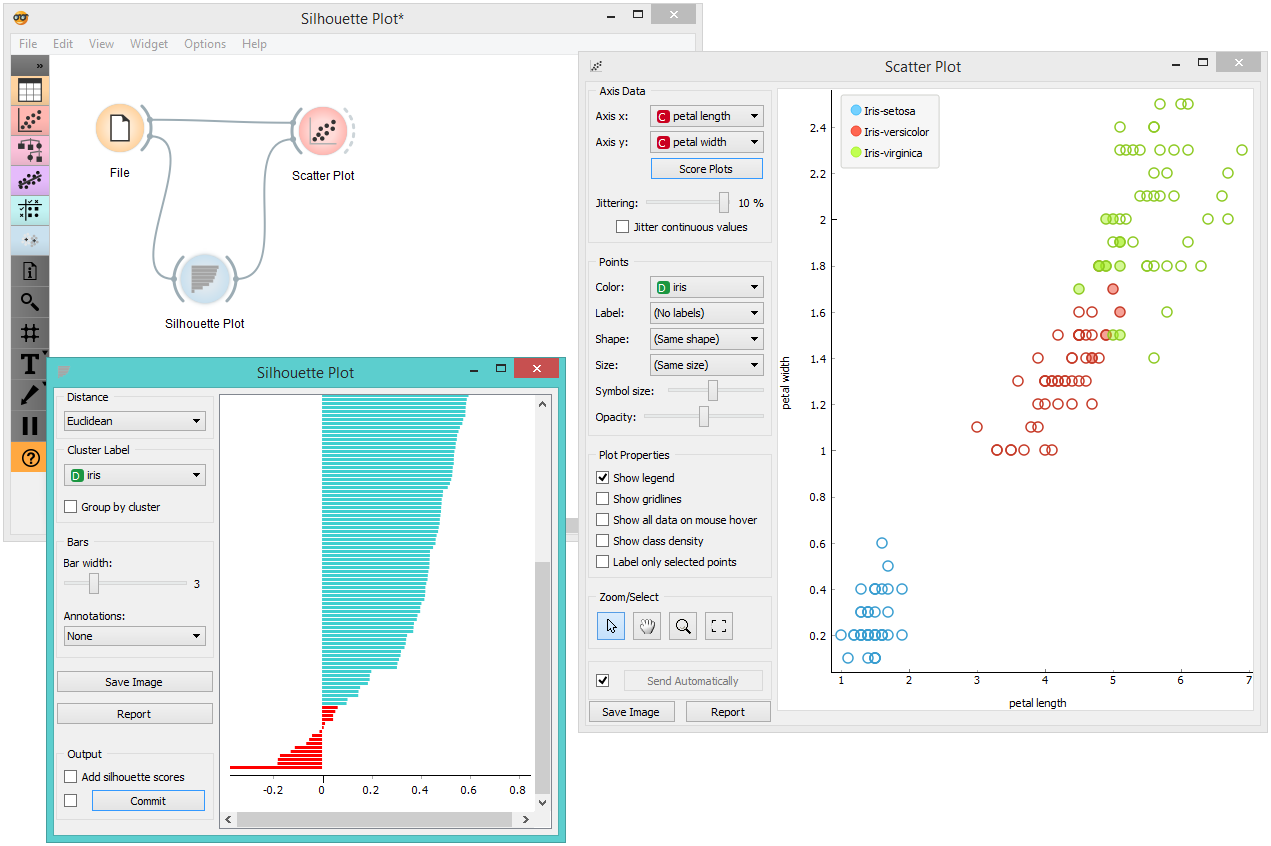 Silhouette Plot*
File Edit View Widget Options Help
»
File
Scatter Plot
Silhouette Plot
T
?
Silhouette Plot
Distance
Euclidean
Cluster Label
D iris
Group by cluster
Bars
Bar width:
3
Annotations:
None
Save Image
Report
Output
Add silhouette scores
Commit
-0.2 0 0.2 0.4 0.6 0.8
Scatter Plot
Axis Data
Axis x: C petal length
Axis y: C petal width
Score Plots
Jittering: 10 %
Jitter continuous values
Points
Color: D iris
Label: (No labels)
Shape: (Same shape)
Size: (Same size)
Symbol size:
Opacity:
Plot Properties
Show legend
Show gridlines
Show all data on mouse hover
Show class density
Label only selected points
Zoom/Select
Send Automatically
Save Image Report
Iris-setosa
Iris-versicolor
Iris-virginica
2.4
2.2
2
1.8
1.6
1.4
1.2
1
0.8
0.6
0.4
0.2
petal width
1 2 3 4 5 6 7
petal length